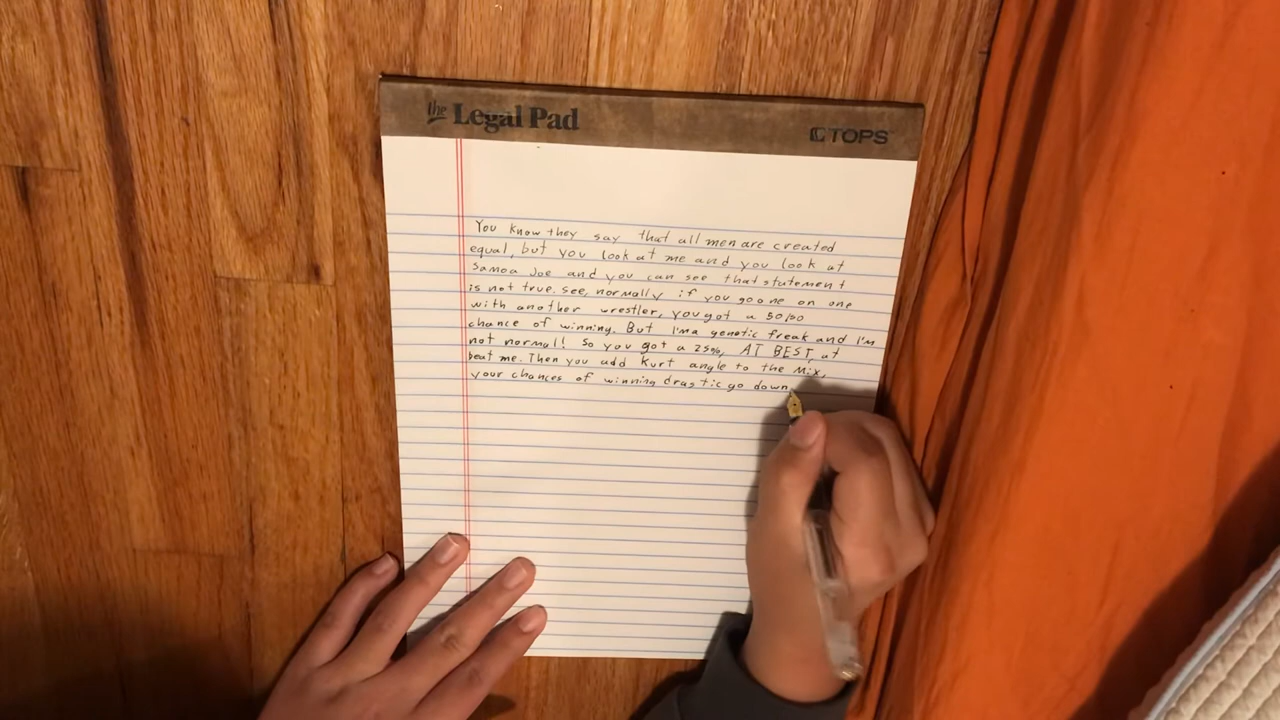 the Legal Pad TOPS
You know they say that all men are created
equal, but you look at me and you look at
Samoa Joe and you can see that statement
is not true. See, normally if you go one on one
with another wrestler, you got a 50/50
chance of winning. But I'm a genetic freak and I'm
not normal! So you got a 25%, AT BEST, at
beat me. Then you add Kurt angle to the Mix,
your chances of winning drastic go down.